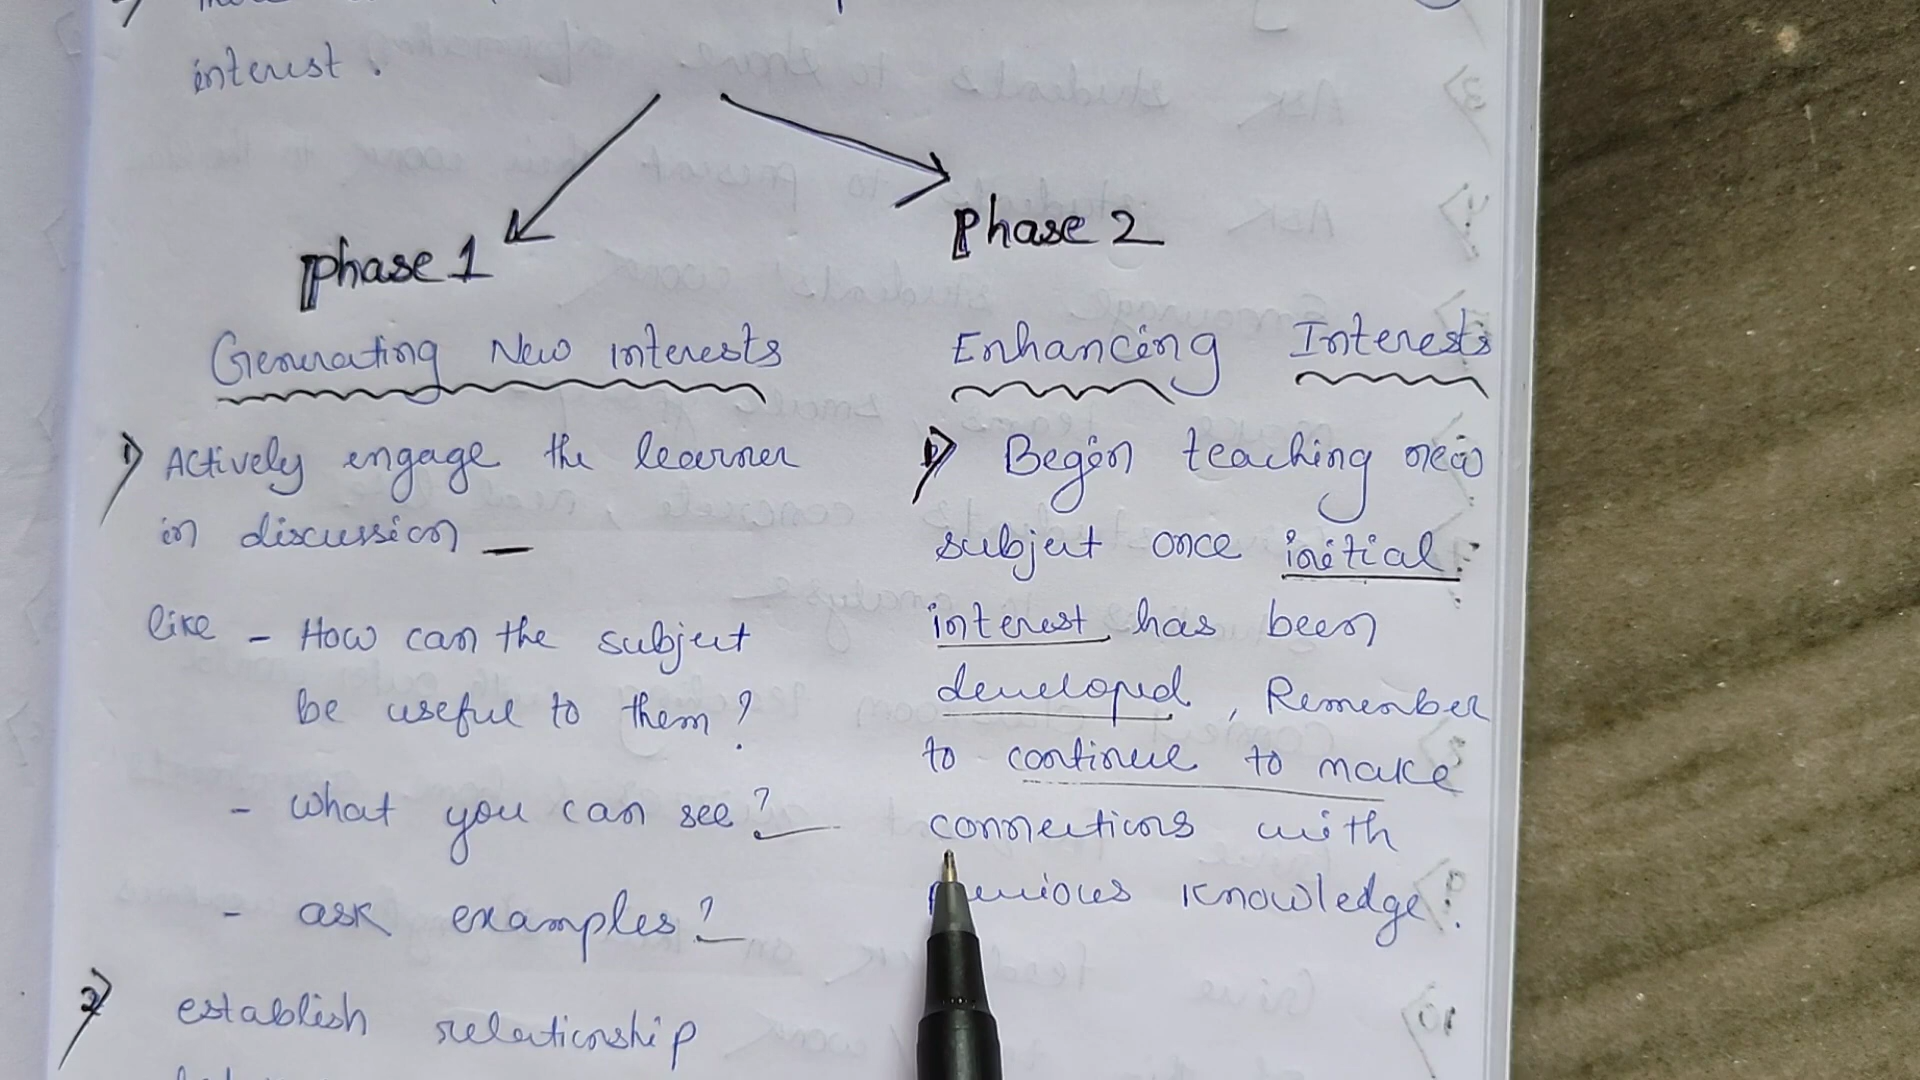 interest.
Phase 1
Phase 2
Generating New interests
Enhancing Interests
1) Actively engage the learner
in discussion -
like - How can the subject
be useful to them?
- what you can see?
- ask examples?
2) establish relationship
1) Begin teaching new
subject once initial
interest has been
developed, Remember
to continue to make
connections with
previous knowledge.